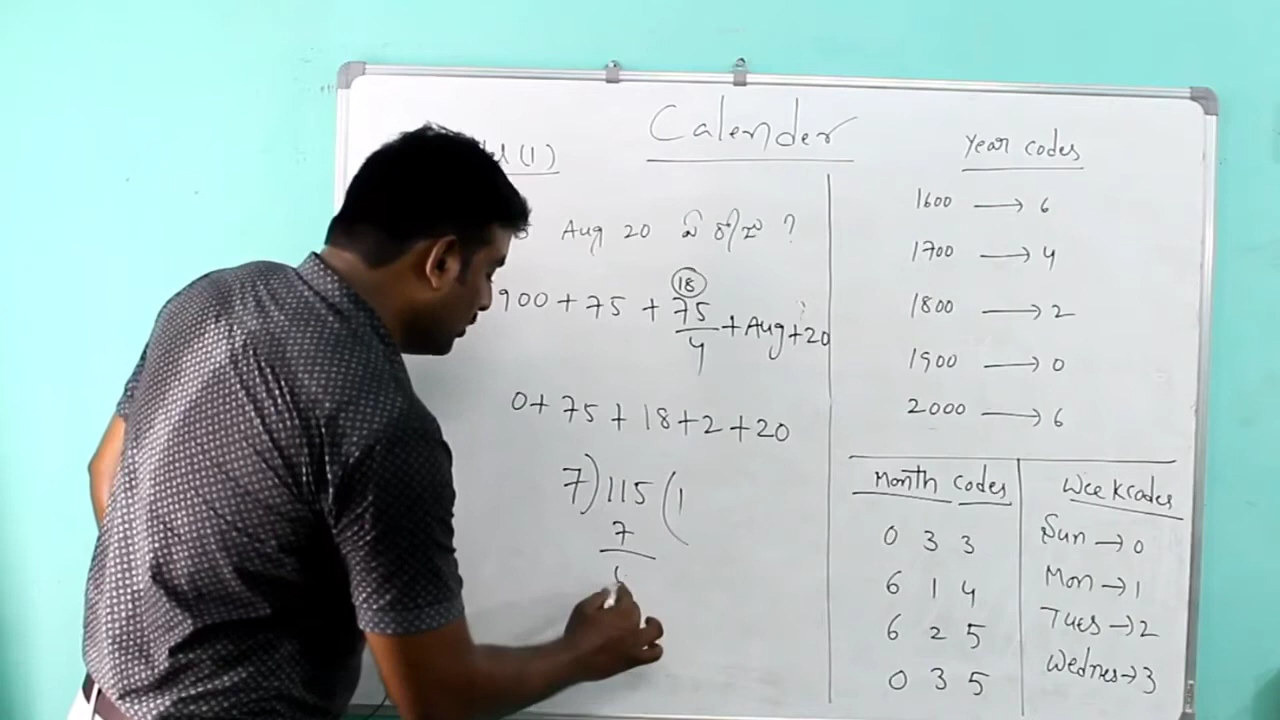 Calender
(1)
Aug 20 ఏ రోజు ?
900 + 75 + 75/4 + Aug + 20
18
0 + 75 + 18 + 2 + 20
7) 115 ( 1
7
Year codes
1600 → 6
1700 → 4
1800 → 2
1900 → 0
2000 → 6
Month codes
0 3 3
6 1 4
6 2 5
0 3 5
Week codes
Sun → 0
Mon → 1
Tues → 2
Wednes → 3